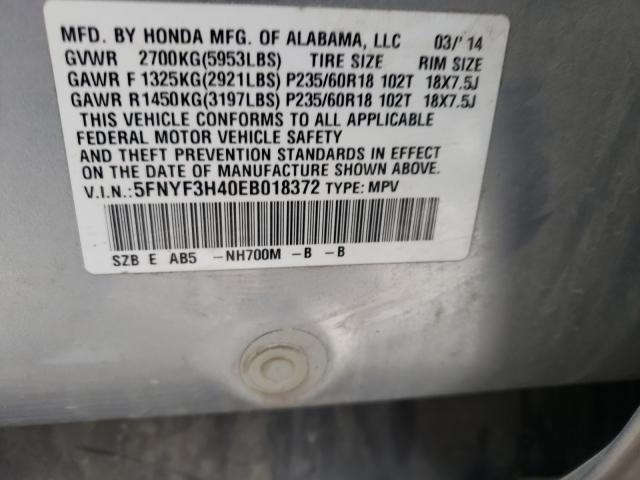 MFD. BY HONDA MFG. OF ALABAMA, LLC 03/'14
GVWR 2700KG(5953LBS) TIRE SIZE RIM SIZE
GAWR F 1325KG(2921LBS) P235/60R18 102T 18X7.5J
GAWR R 1450KG(3197LBS) P235/60R18 102T 18X7.5J
THIS VEHICLE CONFORMS TO ALL APPLICABLE
FEDERAL MOTOR VEHICLE SAFETY
AND THEFT PREVENTION STANDARDS IN EFFECT
ON THE DATE OF MANUFACTURE SHOWN ABOVE.
V.I.N.:5FNYF3H40EB018372 TYPE: MPV
SZB E AB5 -NH700M -B -B